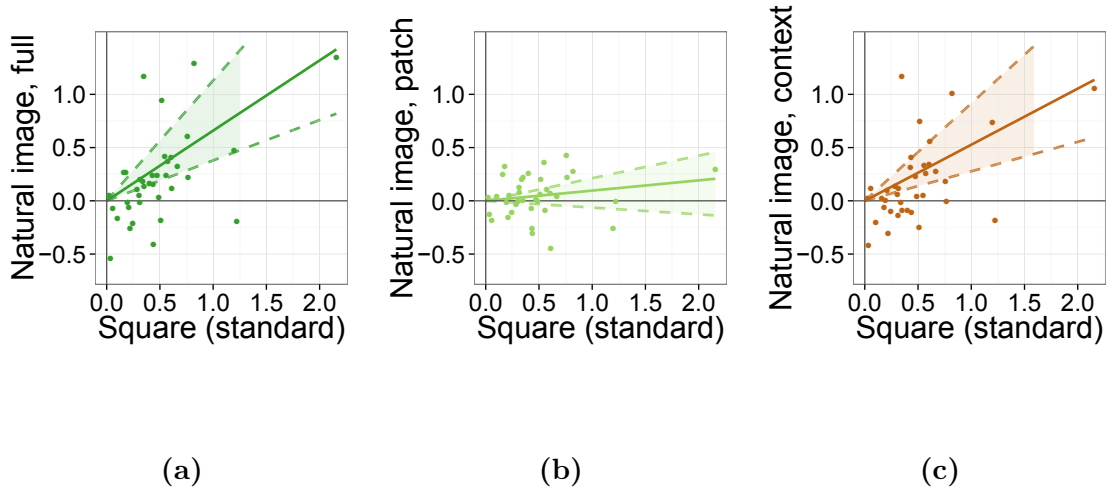 Natural image, full
1.0
0.5
0.0
−0.5
0.0 0.5 1.0 1.5 2.0
Square (standard)
(a)
Natural image, patch
1.0
0.5
0.0
−0.5
0.0 0.5 1.0 1.5 2.0
Square (standard)
(b)
Natural image, context
1.0
0.5
0.0
−0.5
0.0 0.5 1.0 1.5 2.0
Square (standard)
(c)